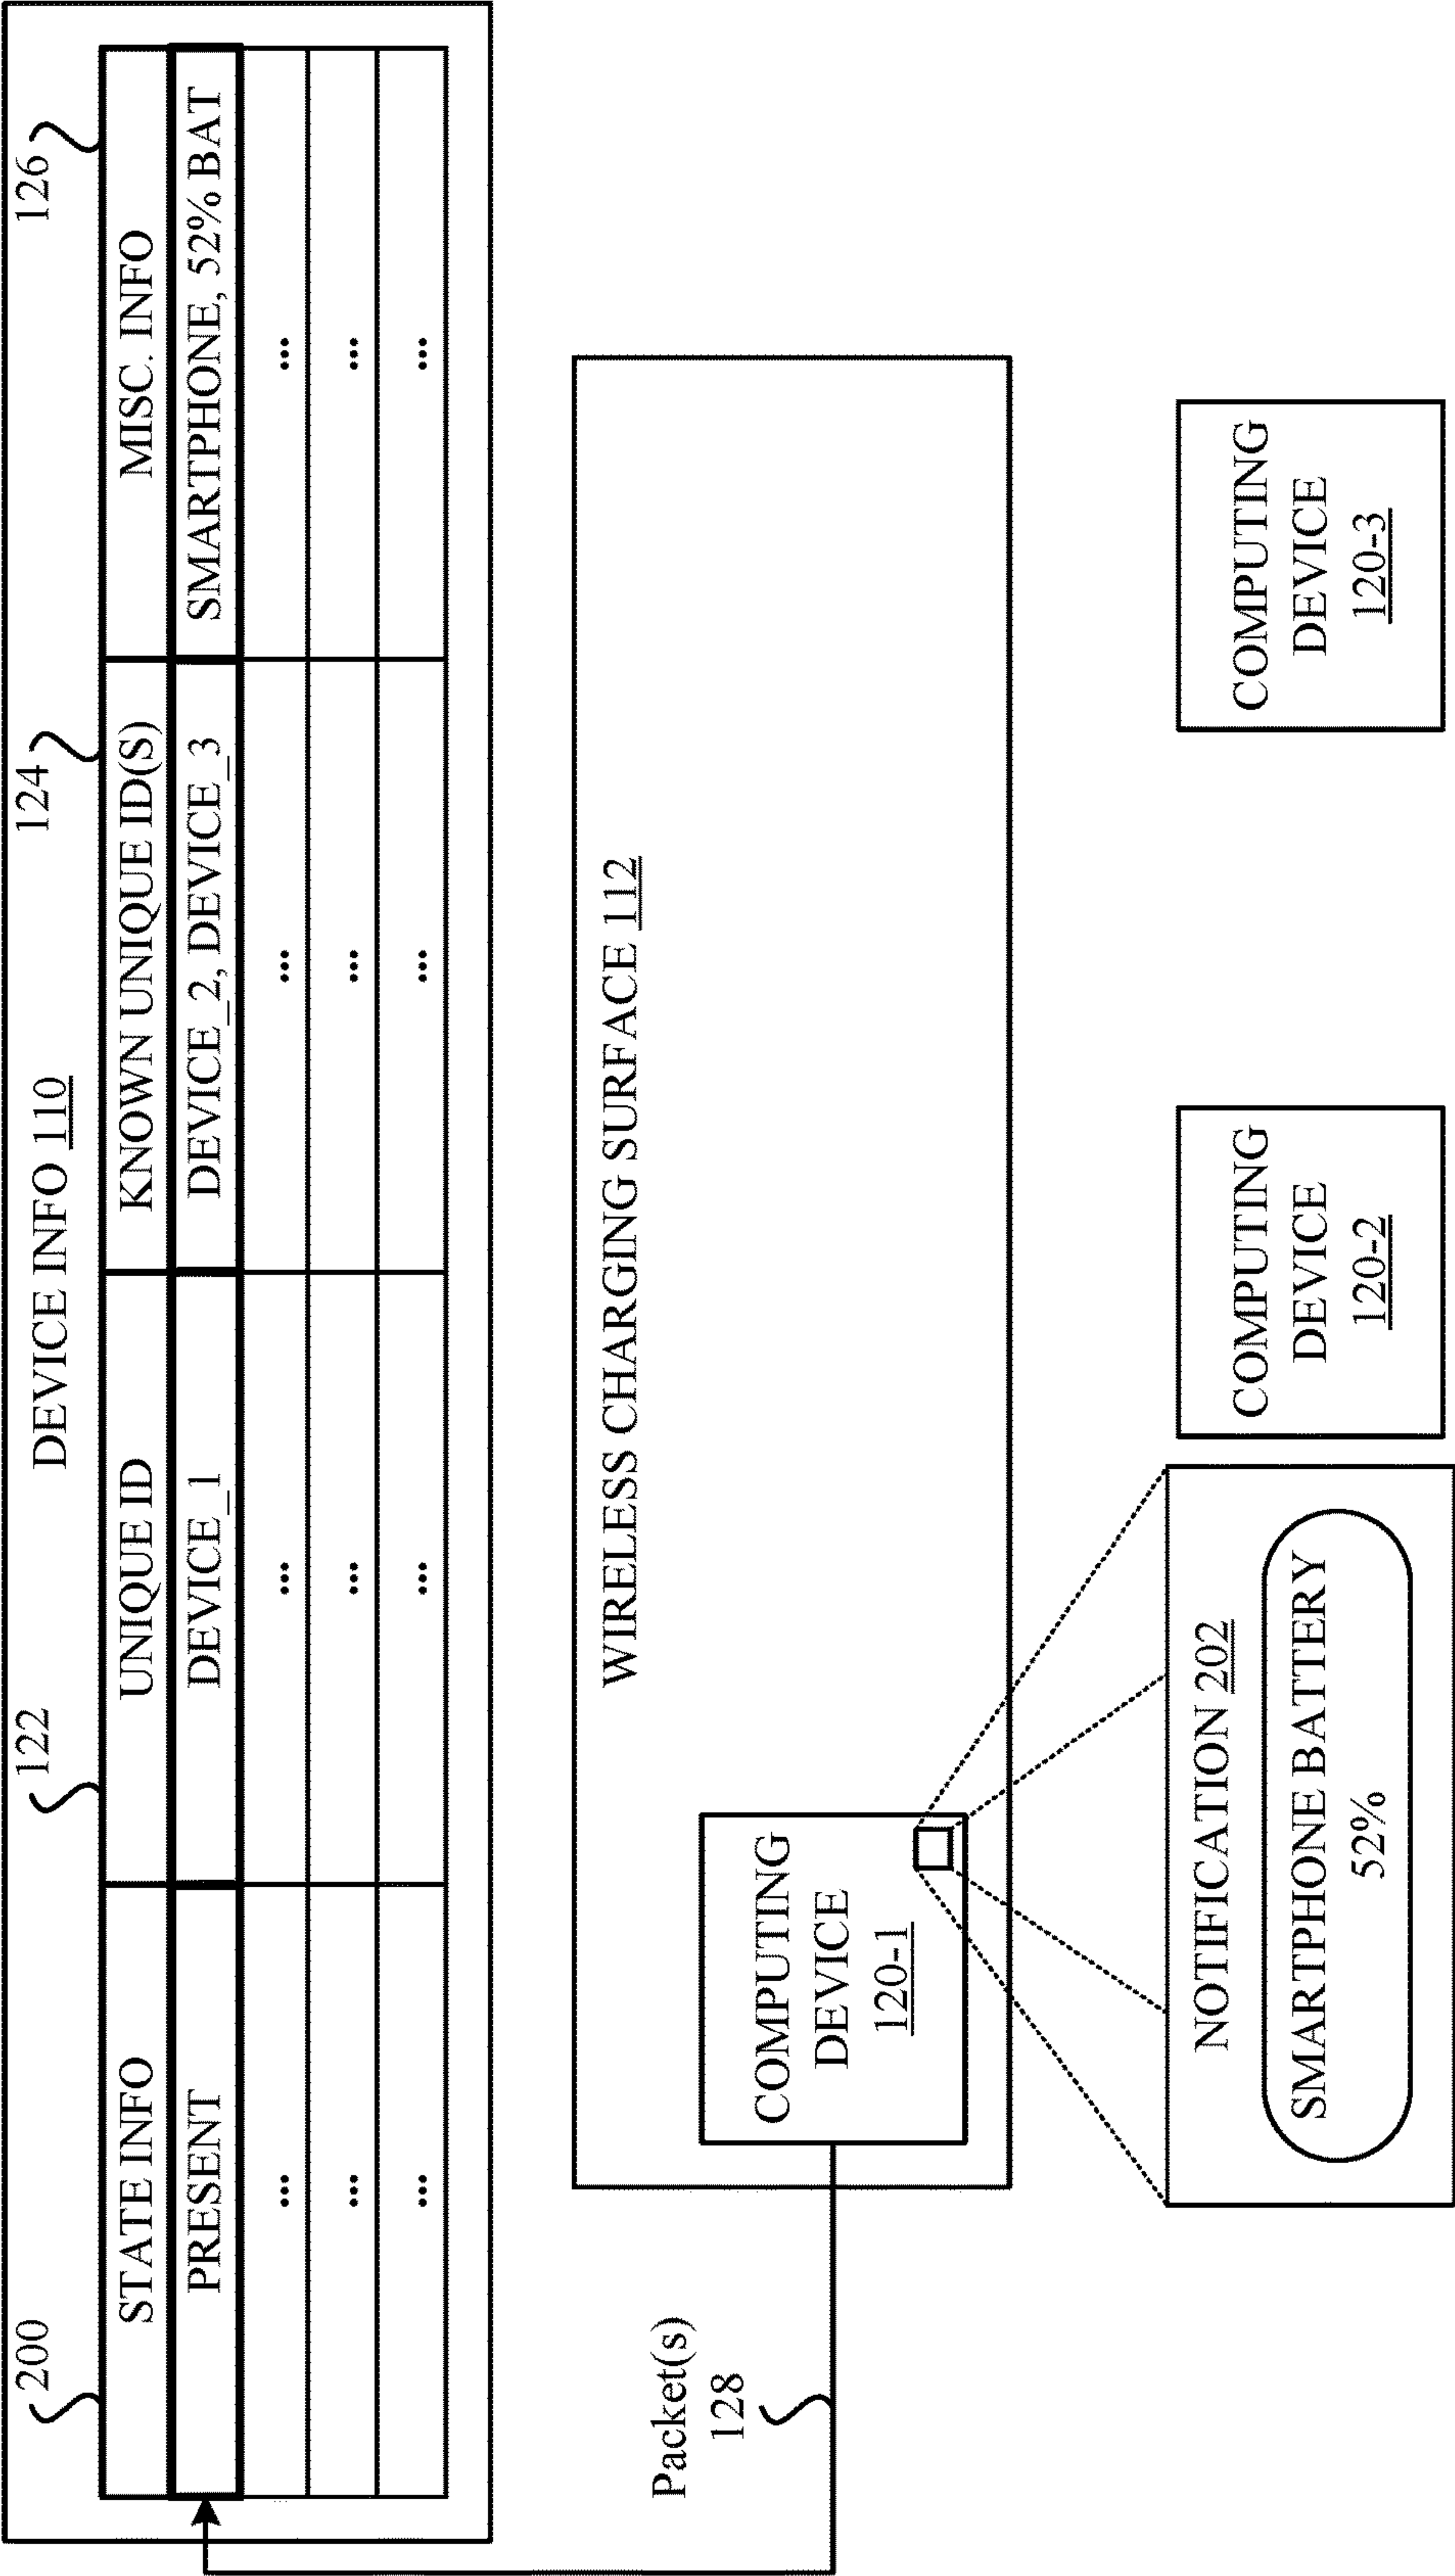 DEVICE INFO 110
200
122
124
126
STATE INFO
UNIQUE ID
KNOWN UNIQUE ID(S)
MISC. INFO
PRESENT
DEVICE_1
DEVICE_2, DEVICE_3
SMARTPHONE, 52% BAT
... ... ... ...
... ... ... ...
... ... ... ...
WIRELESS CHARGING SURFACE 112
Packet(s)
128
COMPUTING
DEVICE
120-1
NOTIFICATION 202
SMARTPHONE BATTERY
52%
COMPUTING
DEVICE
120-2
COMPUTING
DEVICE
120-3